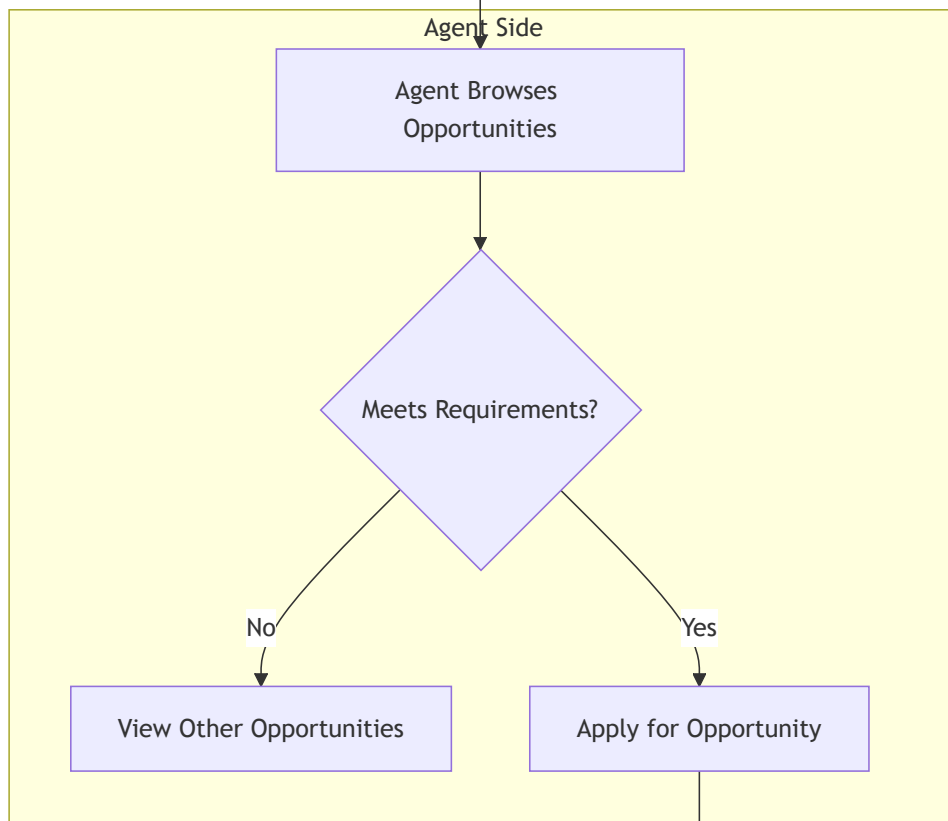 Agent Side
Agent Browses
Opportunities
Meets Requirements?
No
Yes
View Other Opportunities
Apply for Opportunity